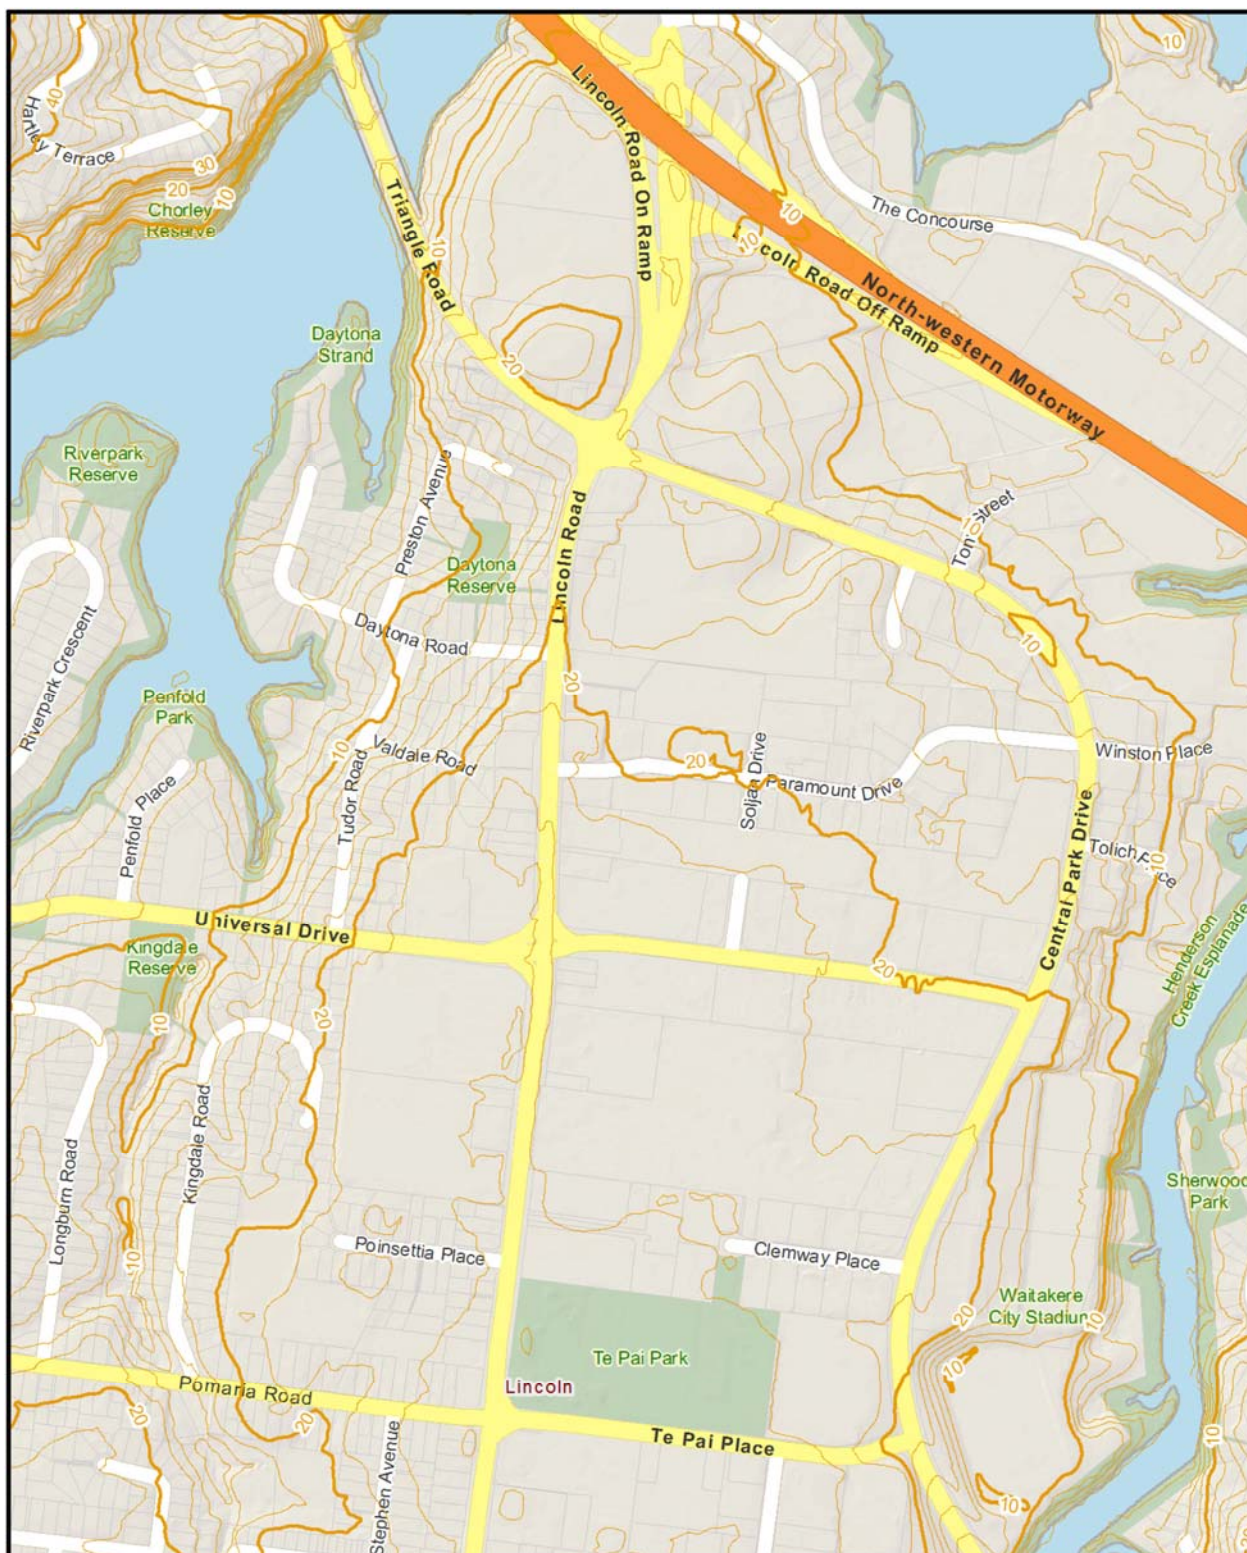 10
40
Hartley Terrace
30
20
10
Chorley
Reserve
Lincoln Road On Ramp
Triangle Road
10
The Concourse
10
10
Lincoln Road Off Ramp
North-western Motorway
Daytona
Strand
20
Riverpark
Reserve
Preston Avenue
Lincoln Road
10
Daytona
Reserve
Daytona Road
10
Riverpark Crescent
Penfold
Park
20
10
Valdale Road
Tudor Road
Penfold Place
20
Soljan Drive
Paramount Drive
Winston Place
Central Park Drive
Tolich Place
10
Universal Drive
Kingdale
Reserve
20
Henderson
Creek Esplanade
10
20
Kingdale Road
Longburn Road
Sherwood
Park
10
Poinsettia Place
Clemway Place
Waitakere
City Stadium
20
10
Te Pai Park
10
Lincoln
Pomaria Road
20
20
Te Pai Place
10
Stephen Avenue
10